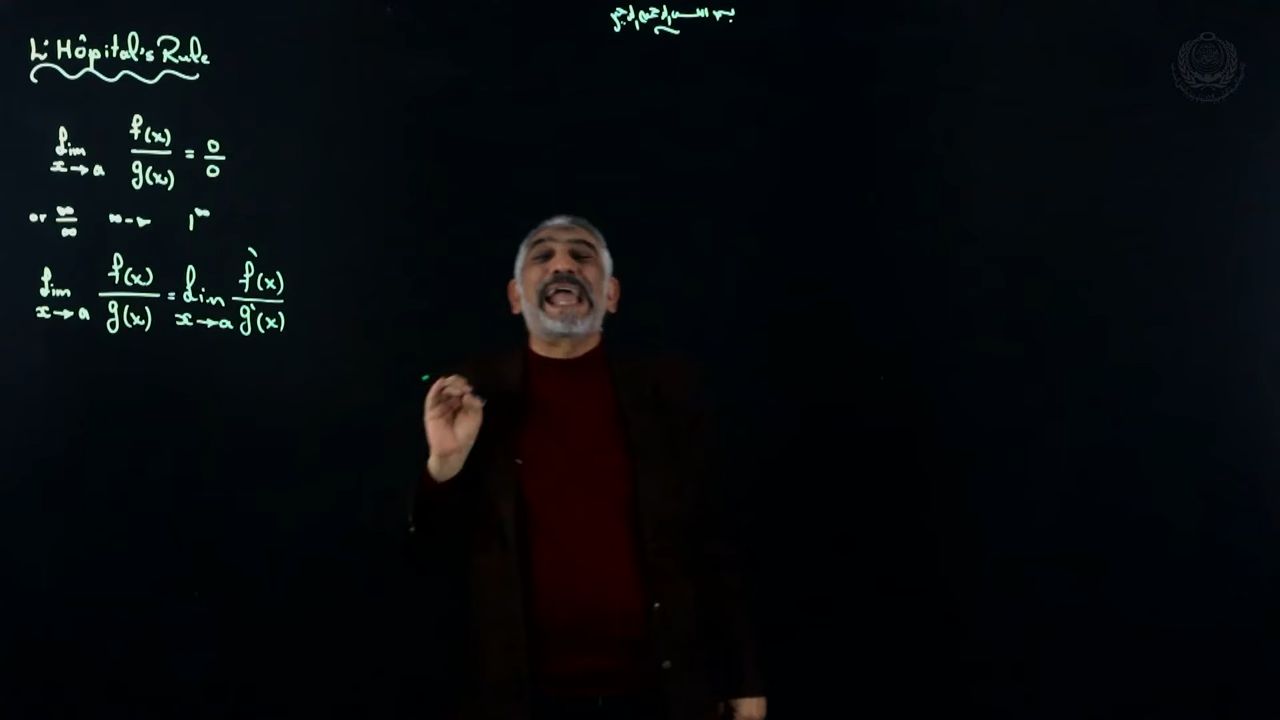 بسم الله الرحمن الرحيم
L'Hôpital's Rule
lim x→a f(x)/g(x) = 0/0
or ∞/∞ ∞-∞ 1^∞
lim x→a f(x)/g(x) = lim x→a f'(x)/g'(x)